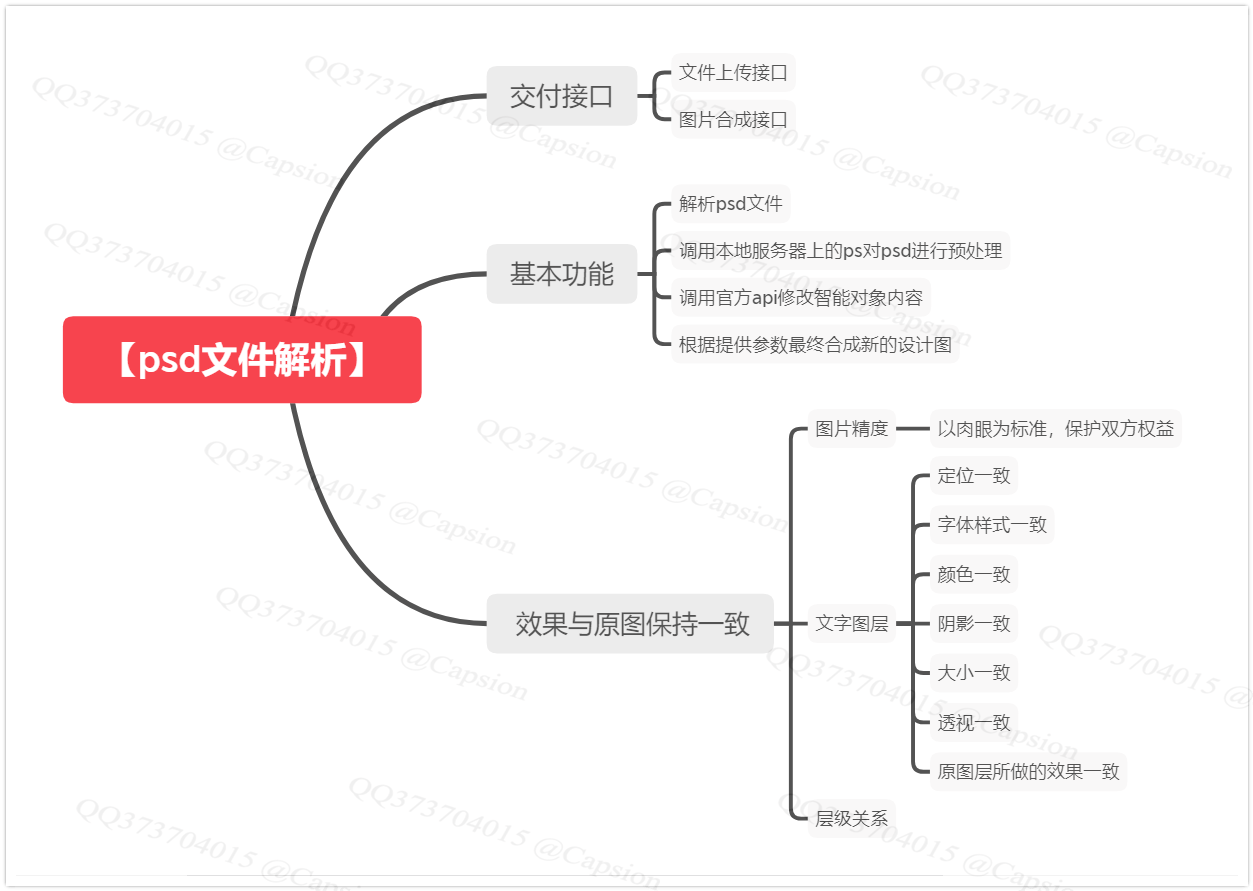 交付接口
文件上传接口
图片合成接口
基本功能
解析psd文件
调用本地服务器上的ps对psd进行预处理
调用官方api修改智能对象内容
根据提供参数最终合成新的设计图
【psd文件解析】
效果与原图保持一致
图片精度
以肉眼为标准，保护双方权益
文字图层
定位一致
字体样式一致
颜色一致
阴影一致
大小一致
透视一致
原图层所做的效果一致
层级关系
QQ373704015 @Capsion
QQ373704015 @Capsion
QQ373704015 @Capsion
QQ373704015 @Capsion
QQ373704015 @Capsion
QQ373704015 @Capsion
QQ373704015 @Capsion
QQ373704015 @Capsion
QQ373704015 @Capsion
QQ373704015 @Capsion
QQ373704015 @
QQ373704015 @Capsion
QQ373704015 @Capsion
QQ373704015 @Caps